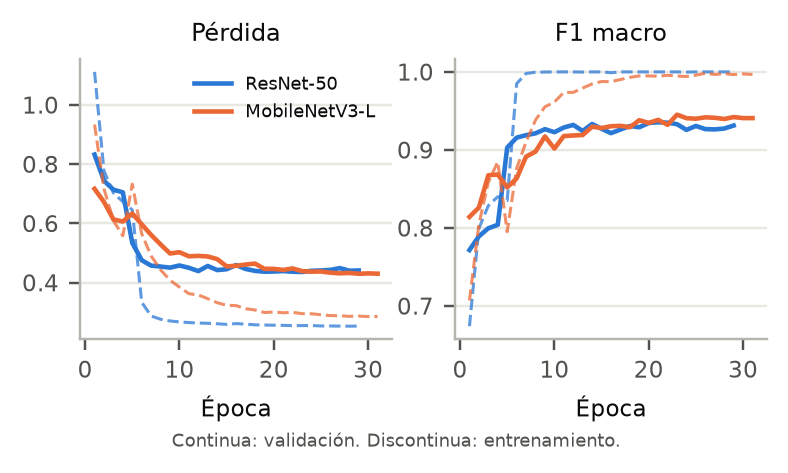 Pérdida
F1 macro
ResNet-50
MobileNetV3-L
1.0
0.8
0.6
0.4
1.0
0.9
0.8
0.7
0 10 20 30
0 10 20 30
Época
Época
Continua: validación. Discontinua: entrenamiento.